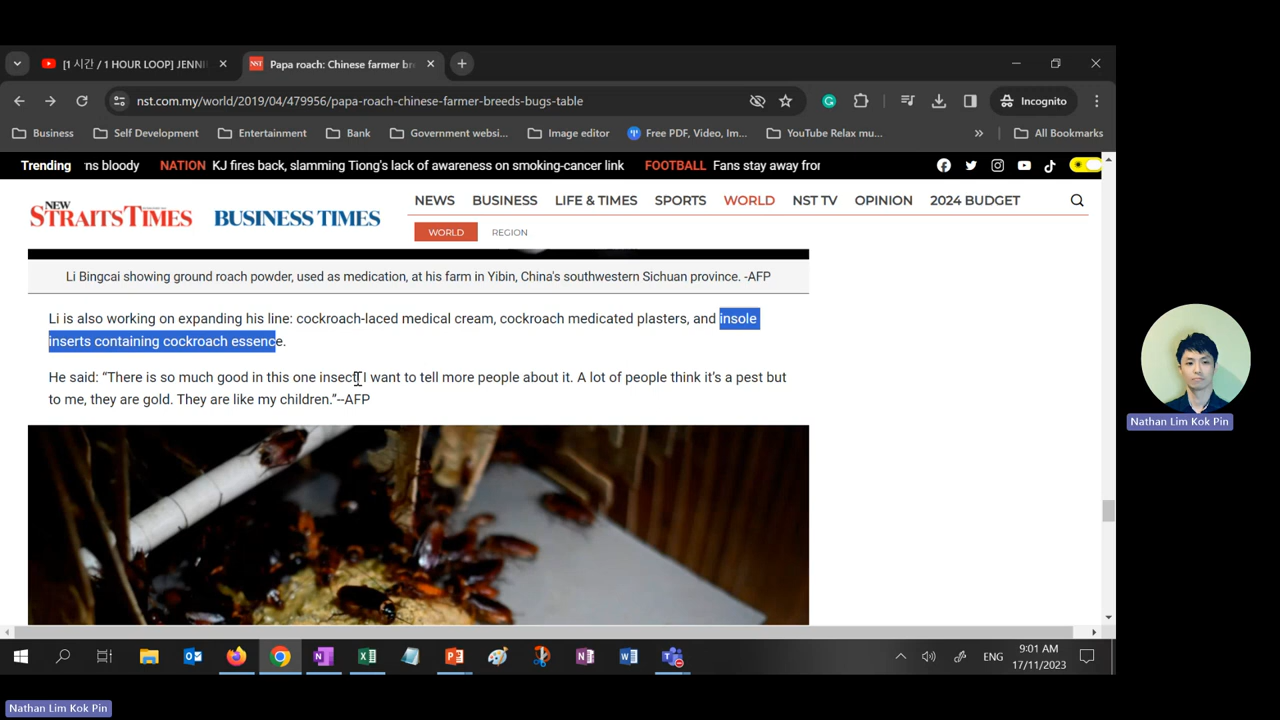 [1 시간 / 1 HOUR LOOP] JENNI
Papa roach: Chinese farmer bre
nst.com.my/world/2019/04/479956/papa-roach-chinese-farmer-breeds-bugs-table
Incognito
Business Self Development Entertainment Bank Government websi... Image editor Free PDF, Video, Im... YouTube Relax mu... » All Bookmarks
Trending ns bloody NATION KJ fires back, slamming Tiong's lack of awareness on smoking-cancer link FOOTBALL Fans stay away fror
NEW
STRAITS TIMES BUSINESS TIMES
NEWS BUSINESS LIFE & TIMES SPORTS WORLD NST TV OPINION 2024 BUDGET
WORLD REGION
Li Bingcai showing ground roach powder, used as medication, at his farm in Yibin, China's southwestern Sichuan province. -AFP
Li is also working on expanding his line: cockroach-laced medical cream, cockroach medicated plasters, and insole
inserts containing cockroach essence.
He said: “There is so much good in this one insect. I want to tell more people about it. A lot of people think it’s a pest but
to me, they are gold. They are like my children.”--AFP
Nathan Lim Kok Pin
ENG
9:01 AM
17/11/2023
Nathan Lim Kok Pin